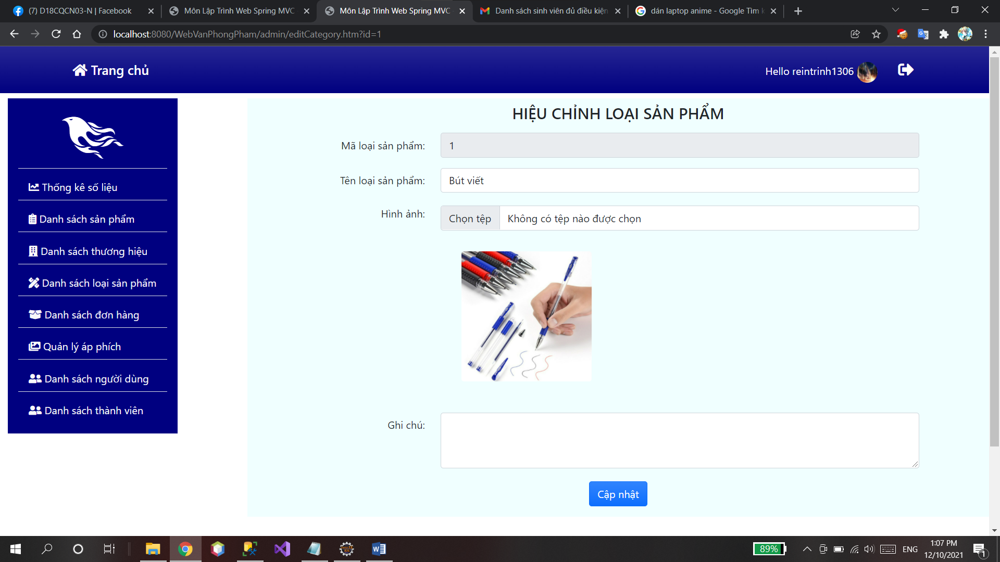 (7) D18CQCN03-N | Facebook
Môn Lập Trình Web Spring MVC
Môn Lập Trình Web Spring MVC
Danh sách sinh viên đủ điều kiện
dán laptop anime - Google Tìm k
localhost:8080/WebVanPhongPham/admin/editCategory.htm?id=1
Trang chủ
Hello reintrinh1306
Thống kê số liệu
Danh sách sản phẩm
Danh sách thương hiệu
Danh sách loại sản phẩm
Danh sách đơn hàng
Quản lý áp phích
Danh sách người dùng
Danh sách thành viên
HIỆU CHỈNH LOẠI SẢN PHẨM
Mã loại sản phẩm: 1
Tên loại sản phẩm: Bút viết
Hình ảnh: Chọn tệp Không có tệp nào được chọn
Ghi chú:
Cập nhật
89%
ENG
1:07 PM
12/10/2021
1